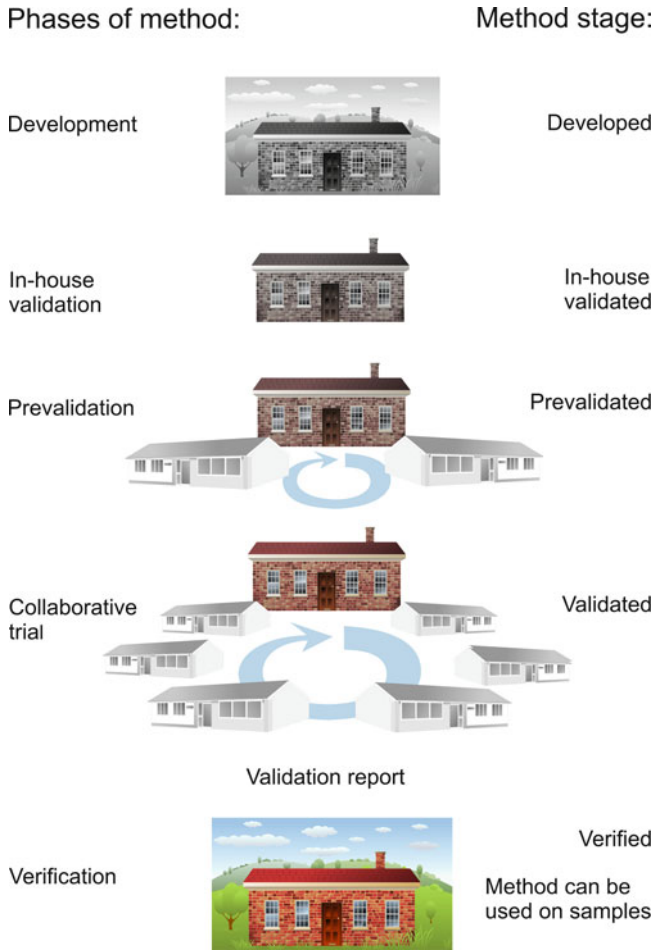 Phases of method:
Method stage:
Development
Developed
In-house
validation
In-house
validated
Prevalidation
Prevalidated
Collaborative
trial
Validated
Validation report
Verification
Verified
Method can be
used on samples